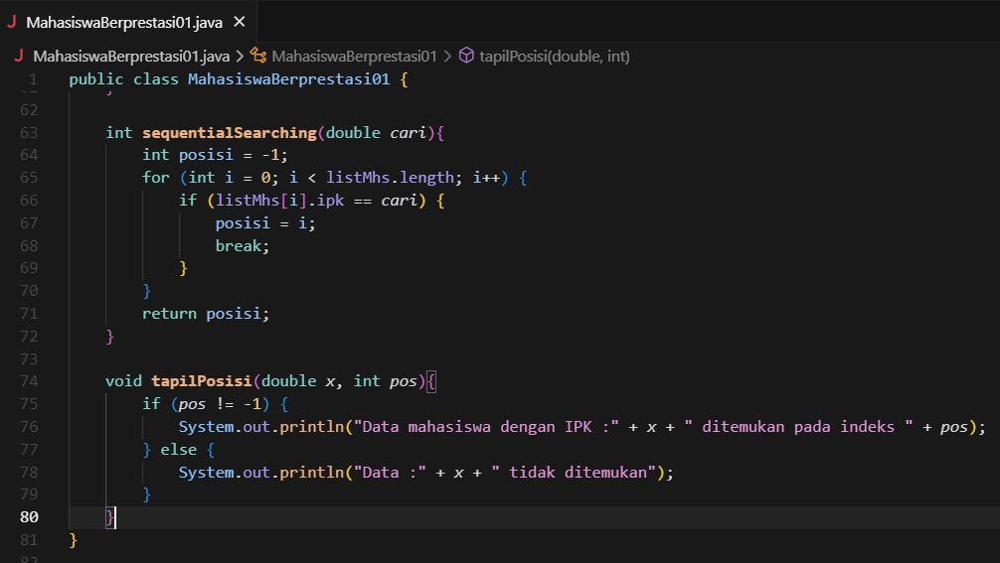 J MahasiswaBerprestasi01.java ×
J MahasiswaBerprestasi01.java > MahasiswaBerprestasi01 > tapilPosisi(double, int)
1 public class MahasiswaBerprestasi01 {
62
63 int sequentialSearching(double cari){
64 int posisi = -1;
65 for (int i = 0; i < listMhs.length; i++) {
66 if (listMhs[i].ipk == cari) {
67 posisi = i;
68 break;
69 }
70 }
71 return posisi;
72 }
73
74 void tapilPosisi(double x, int pos){
75 if (pos != -1) {
76 System.out.println("Data mahasiswa dengan IPK :" + x + " ditemukan pada indeks " + pos);
77 } else {
78 System.out.println("Data :" + x + " tidak ditemukan");
79 }
80 }
81 }